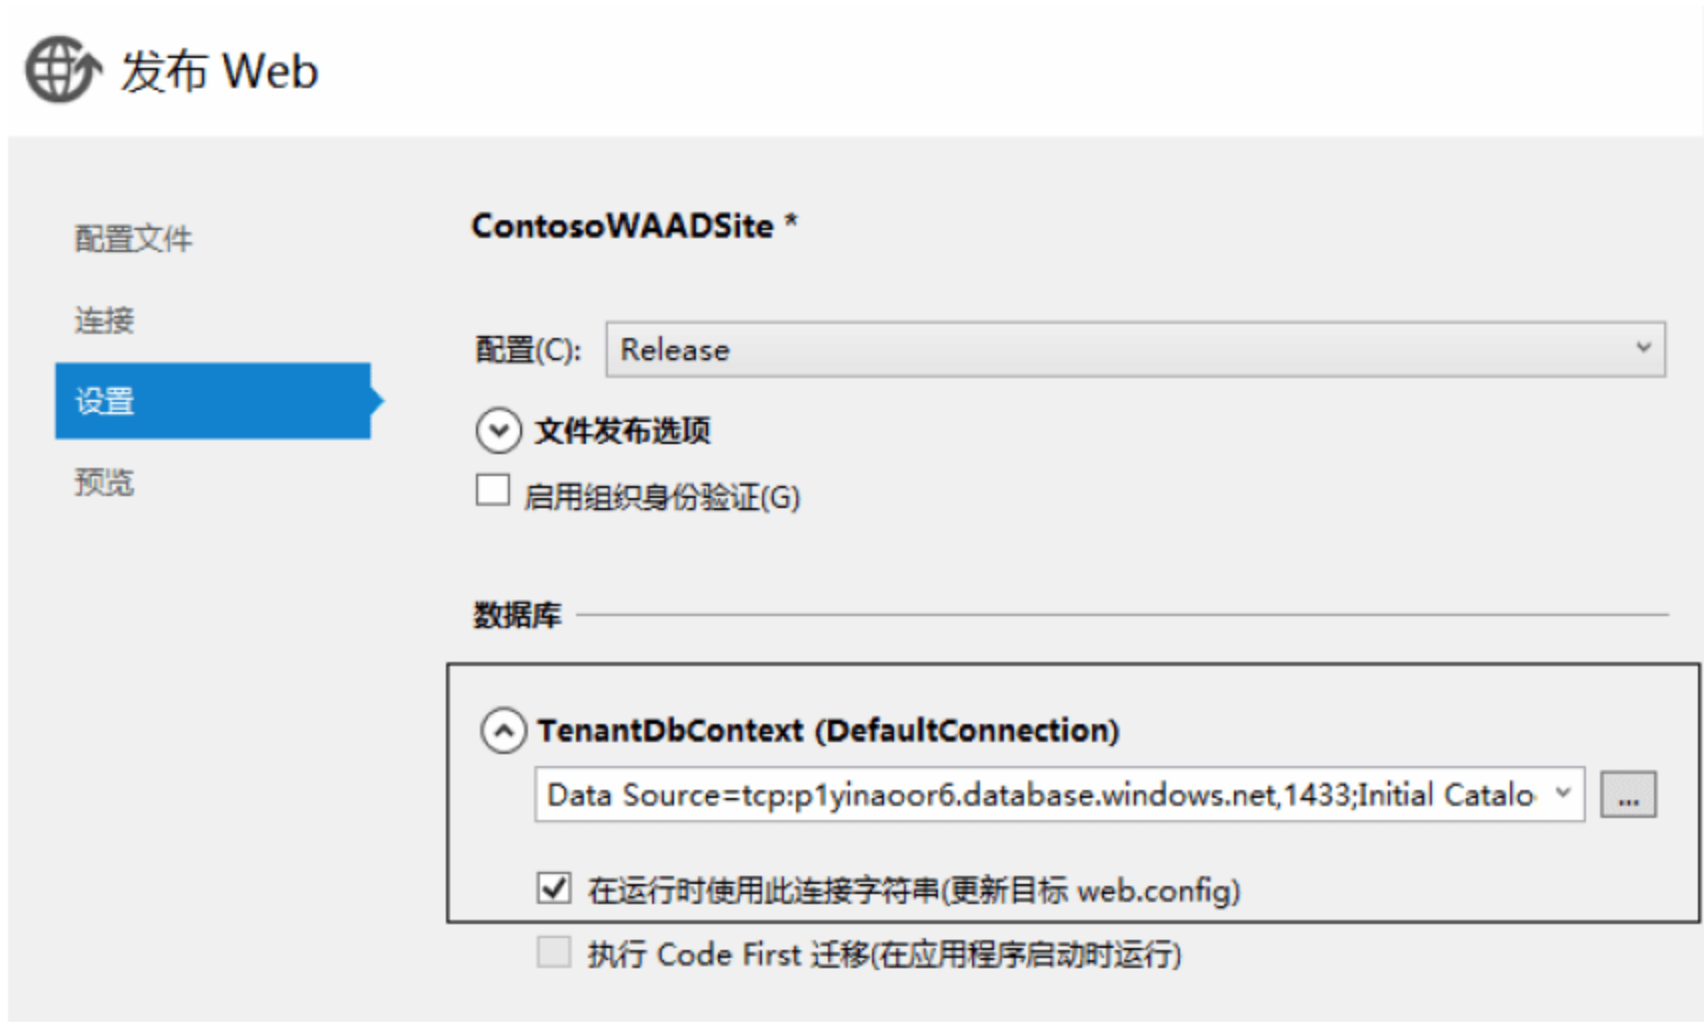 发布 Web
配置文件
连接
设置
预览
ContosoWAADSite *
配置(C): Release
文件发布选项
启用组织身份验证(G)
数据库
TenantDbContext (DefaultConnection)
Data Source=tcp:p1yinaoor6.database.windows.net,1433;Initial Catalo
...
在运行时使用此连接字符串(更新目标 web.config)
执行 Code First 迁移(在应用程序启动时运行)